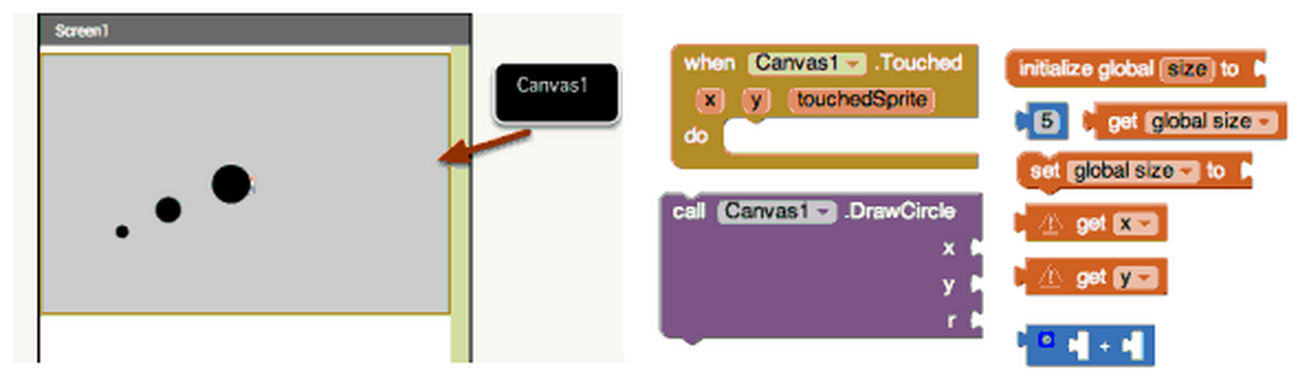 Screen1
Canvas1
when Canvas1 .Touched
x y touchedSprite
do
call Canvas1 .DrawCircle
x
y
r
initialize global size to
5 get global size
set global size to
get x
get y
+